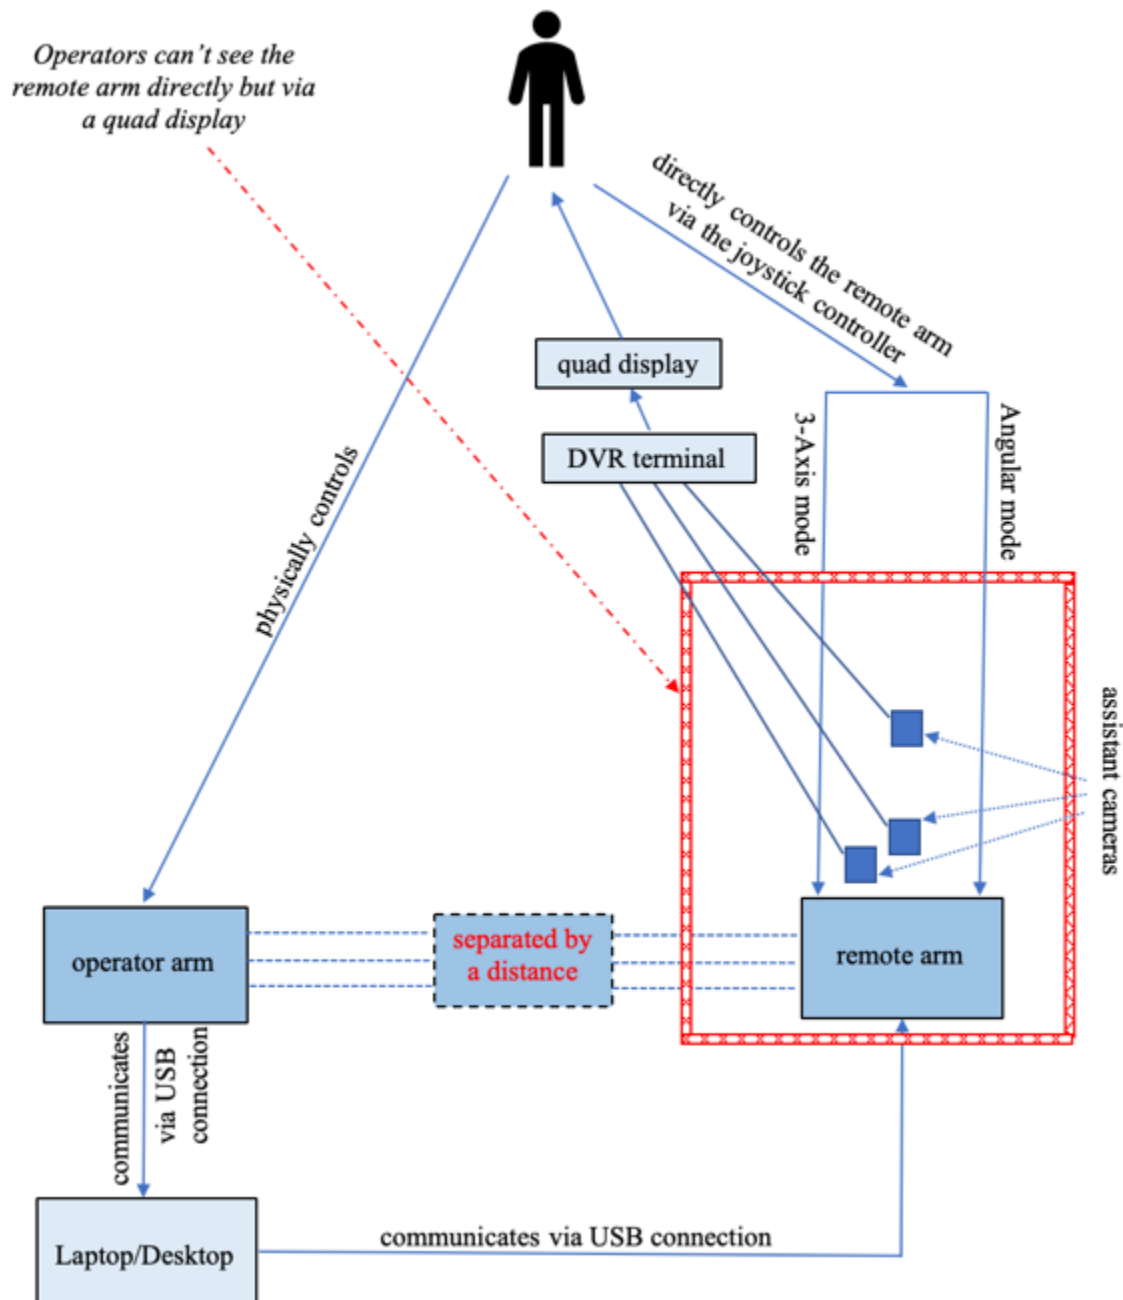 Operators can't see the
remote arm directly but via
a quad display
directly controls the remote arm
via the joystick controller
quad display
DVR terminal
3-Axis mode
Angular mode
physically controls
assistant cameras
operator arm
separated by
a distance
remote arm
communicates
via USB
connection
Laptop/Desktop
communicates via USB connection